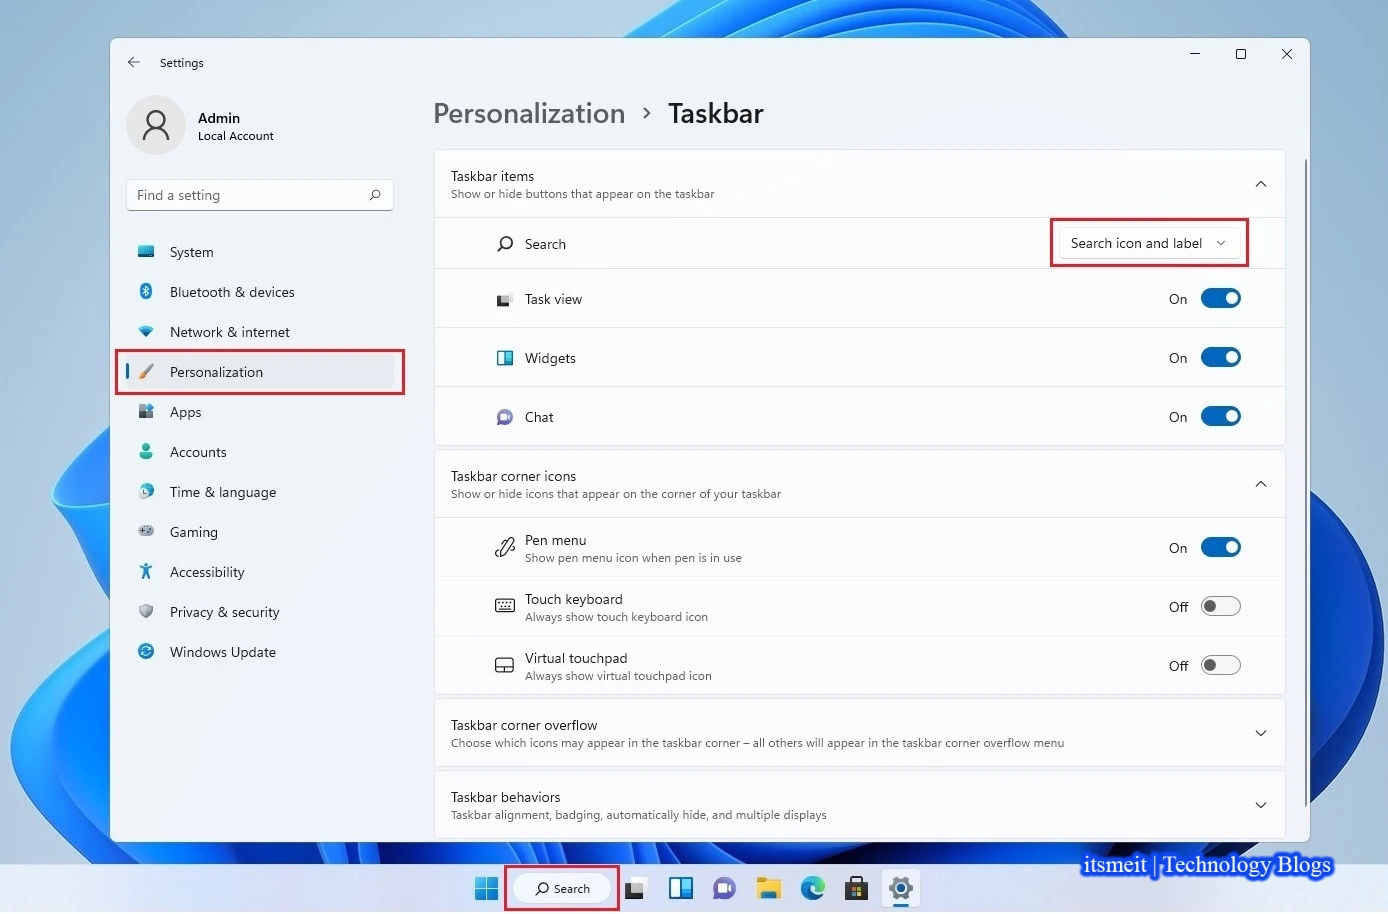 Settings
Admin
Local Account
Find a setting
System
Bluetooth & devices
Network & internet
Personalization
Apps
Accounts
Time & language
Gaming
Accessibility
Privacy & security
Windows Update
Personalization > Taskbar
Taskbar items
Show or hide buttons that appear on the taskbar
Search Search icon and label
Task view On
Widgets On
Chat On
Taskbar corner icons
Show or hide icons that appear on the corner of your taskbar
Pen menu On
Show pen menu icon when pen is in use
Touch keyboard Off
Always show touch keyboard icon
Virtual touchpad Off
Always show virtual touchpad icon
Taskbar corner overflow
Choose which icons may appear in the taskbar corner – all others will appear in the taskbar corner overflow menu
Taskbar behaviors
Taskbar alignment, badging, automatically hide, and multiple displays
itsmeit | Technology Blogs
Search